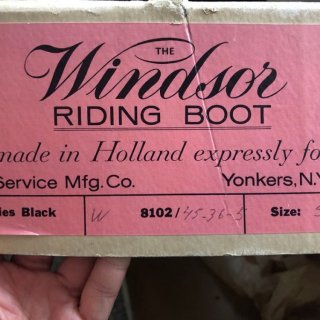 THE
Windsor
RIDING BOOT
made in Holland expressly fo
Service Mfg. Co. Yonkers, N.Y
ies Black W 8102/45-36-5 Size: 5